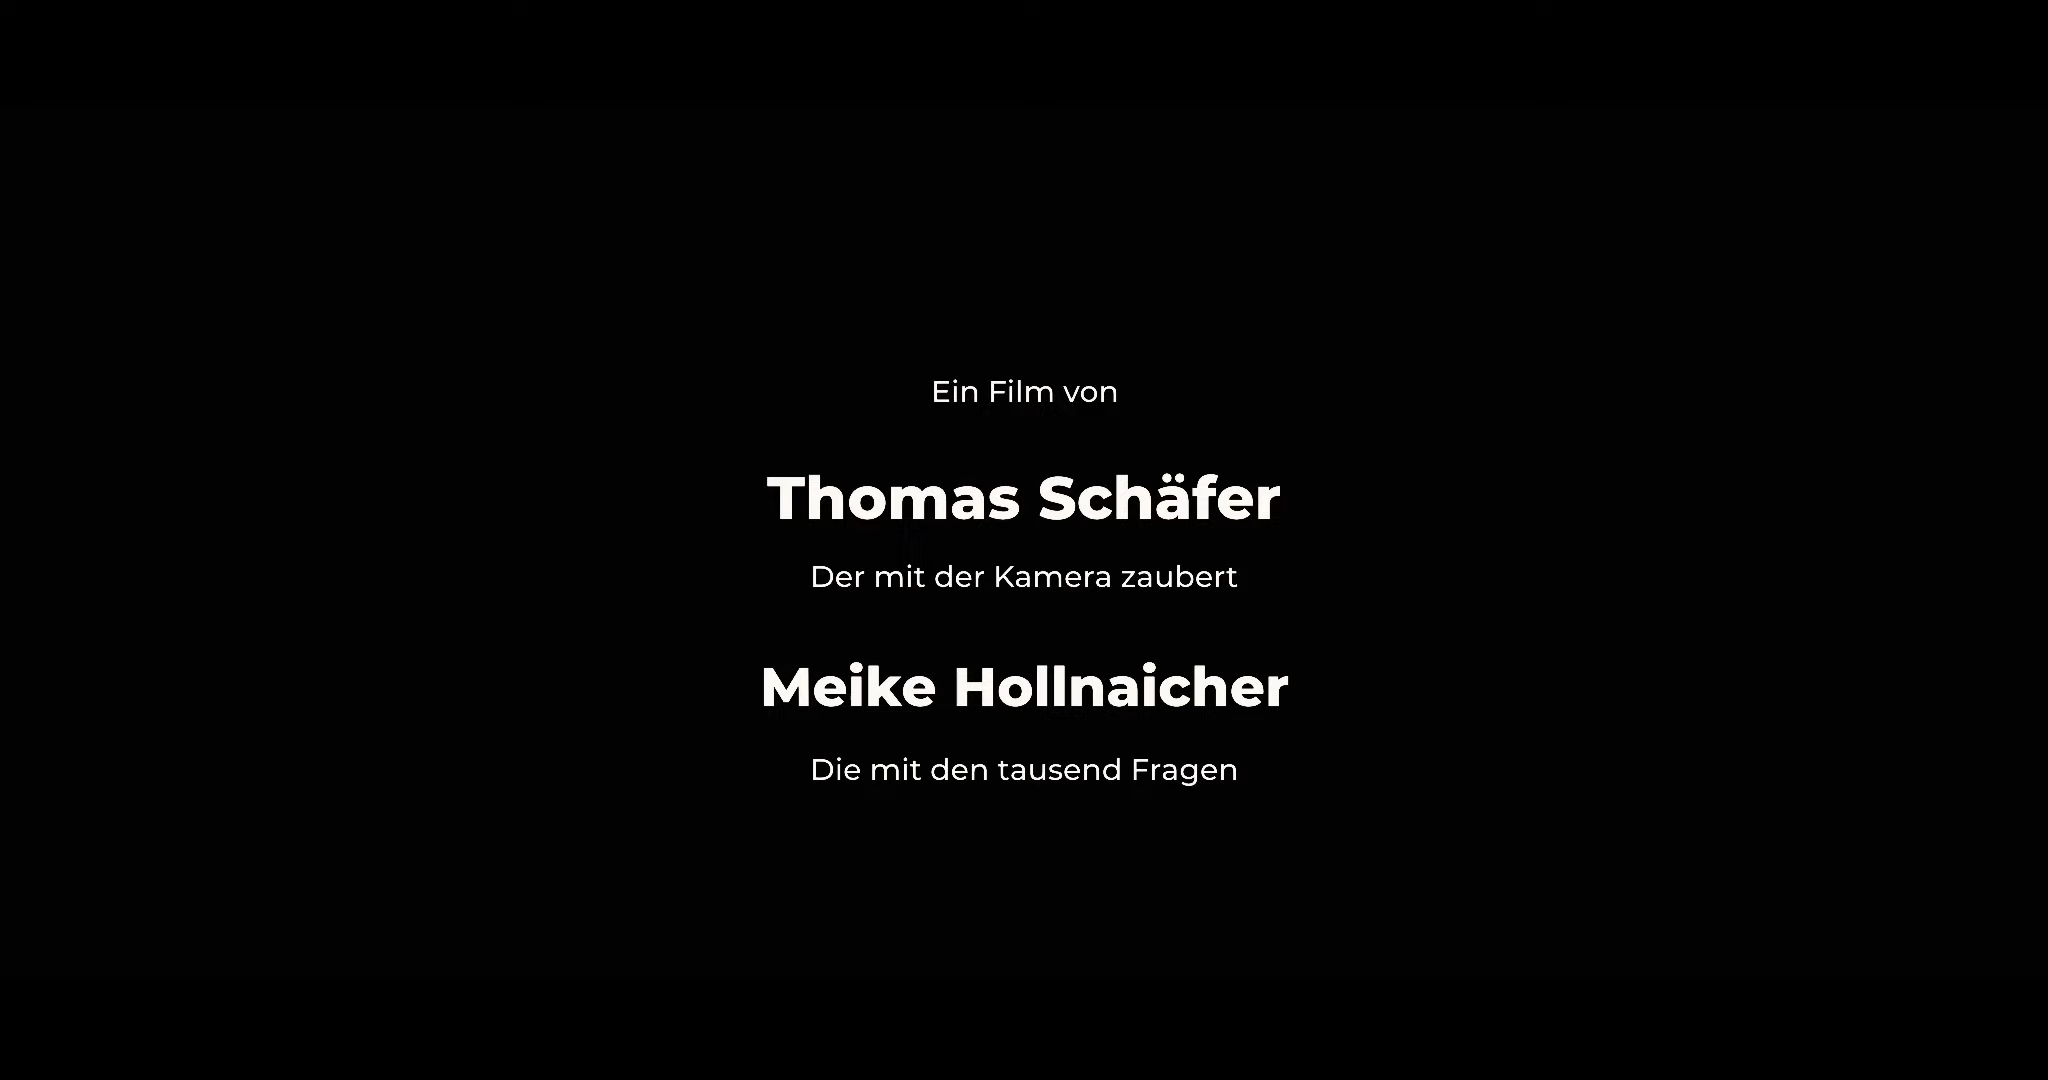 Ein Film von
Thomas Schäfer
Der mit der Kamera zaubert
Meike Hollnaicher
Die mit den tausend Fragen